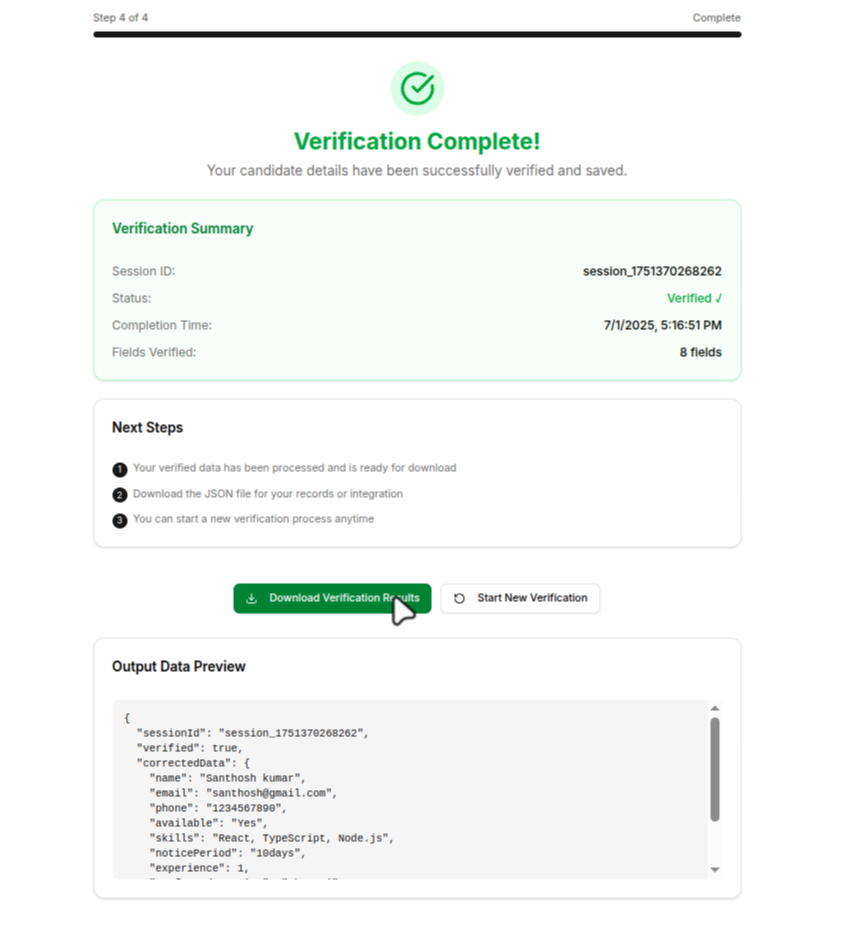 Step 4 of 4 Complete
Verification Complete!
Your candidate details have been successfully verified and saved.
Verification Summary
Session ID: session_1751370268262
Status: Verified ✓
Completion Time: 7/1/2025, 5:16:51 PM
Fields Verified: 8 fields
Next Steps
1 Your verified data has been processed and is ready for download
2 Download the JSON file for your records or integration
3 You can start a new verification process anytime
Download Verification Results Start New Verification
Output Data Preview
{
"sessionId": "session_1751370268262",
"verified": true,
"correctedData": {
"name": "Santhosh kumar",
"email": "santhosh@gmail.com",
"phone": "1234567890",
"available": "Yes",
"skills": "React, TypeScript, Node.js",
"noticePeriod": "10days",
"experience": 1,